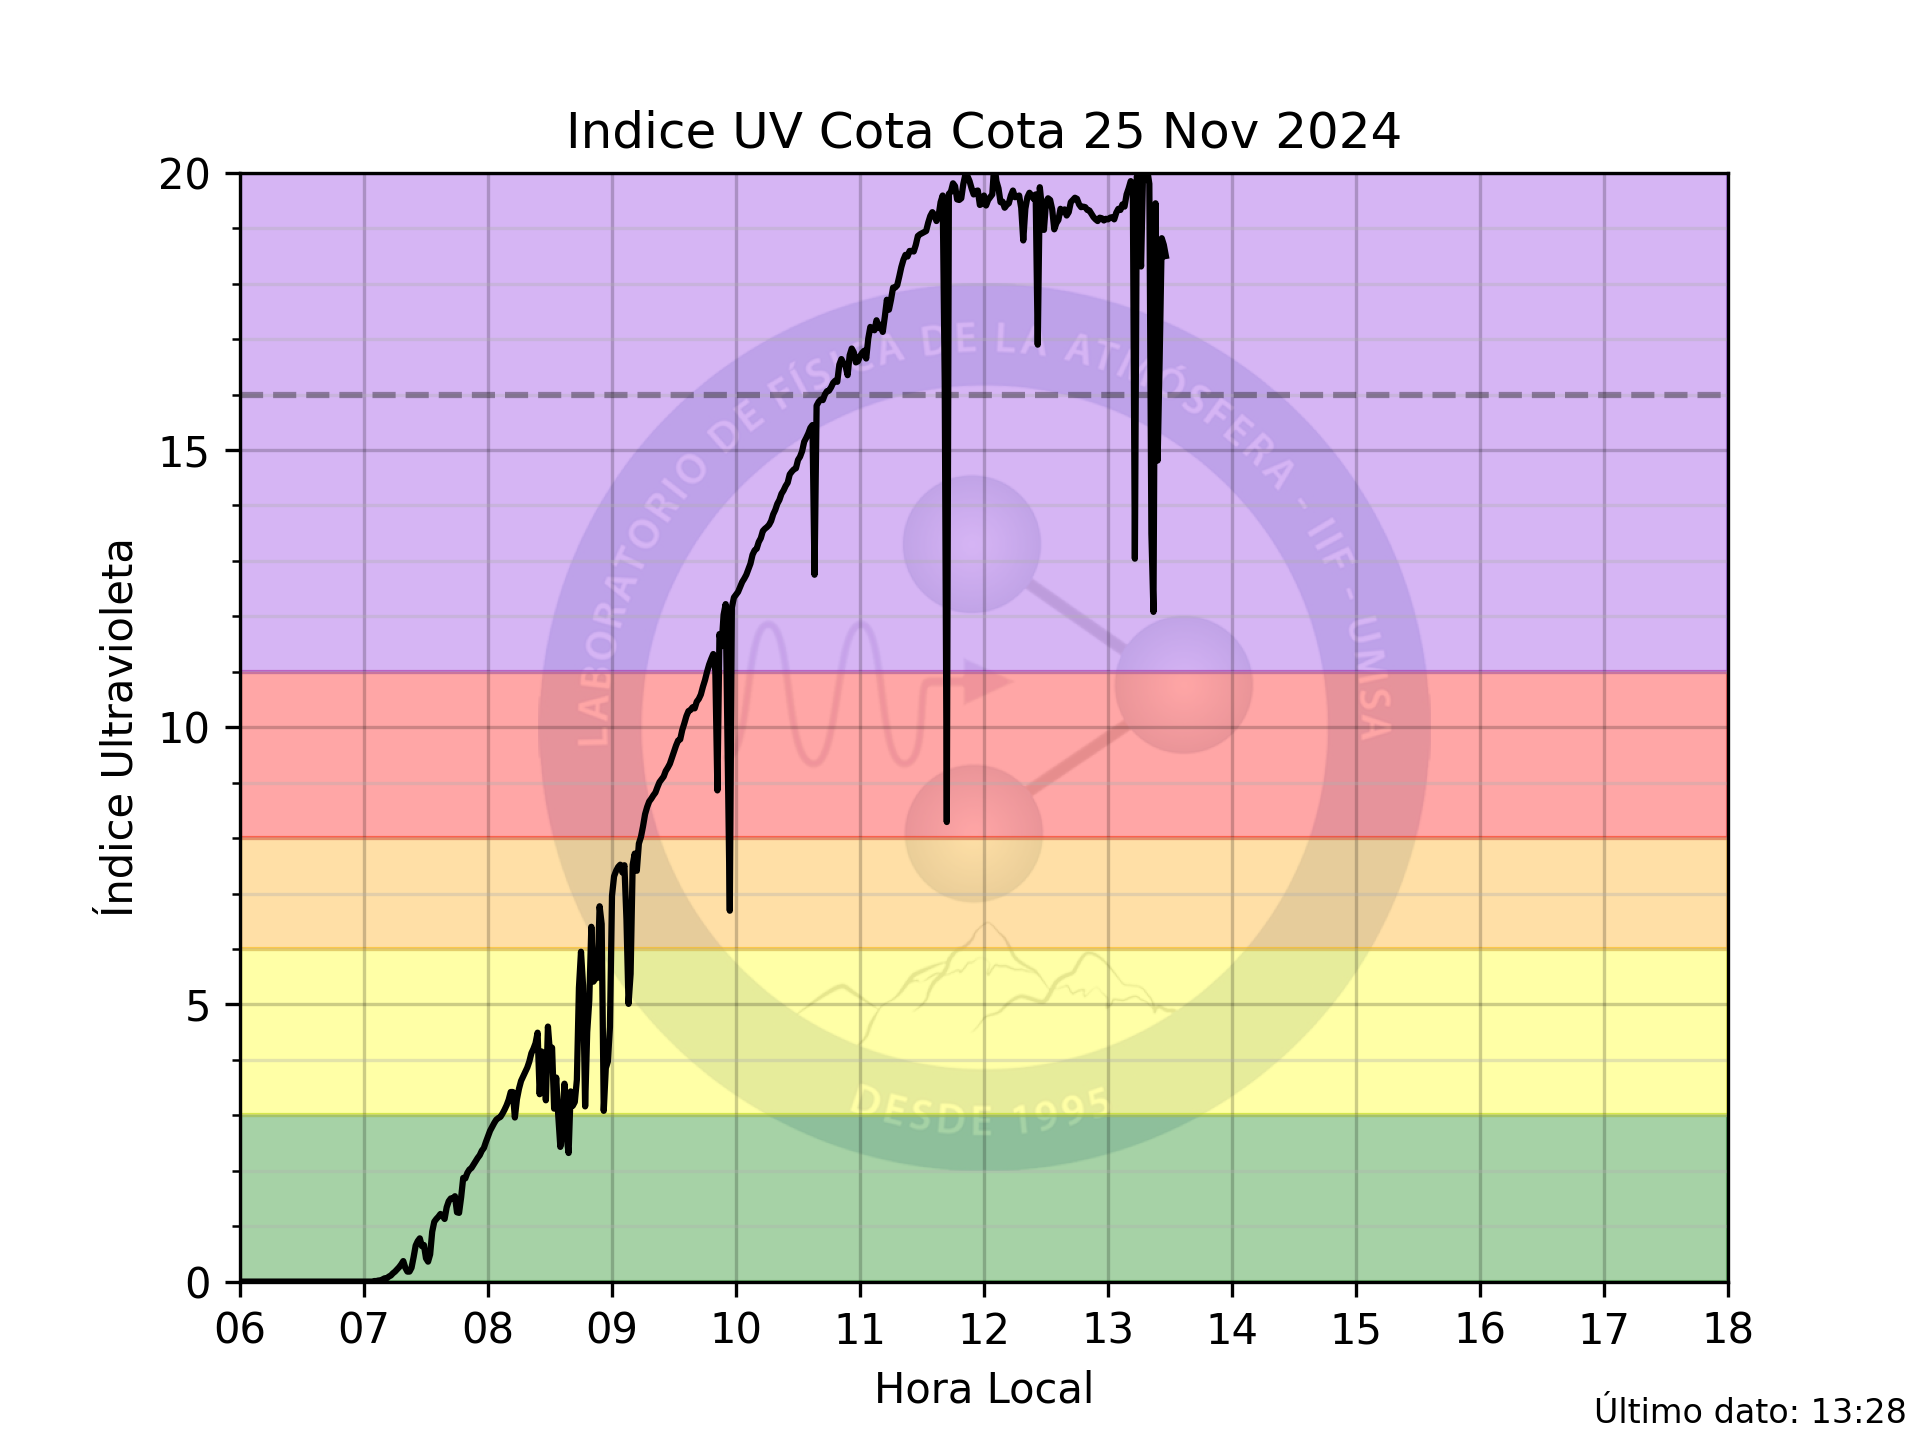 Indice UV Cota Cota 25 Nov 2024
20
15
10
5
0
Índice Ultravioleta
LABORATORIO DE FÍSICA DE LA ATMÓSFERA - IIF - UMSA
DESDE 1995
06 07 08 09 10 11 12 13 14 15 16 17 18
Hora Local
Último dato: 13:28